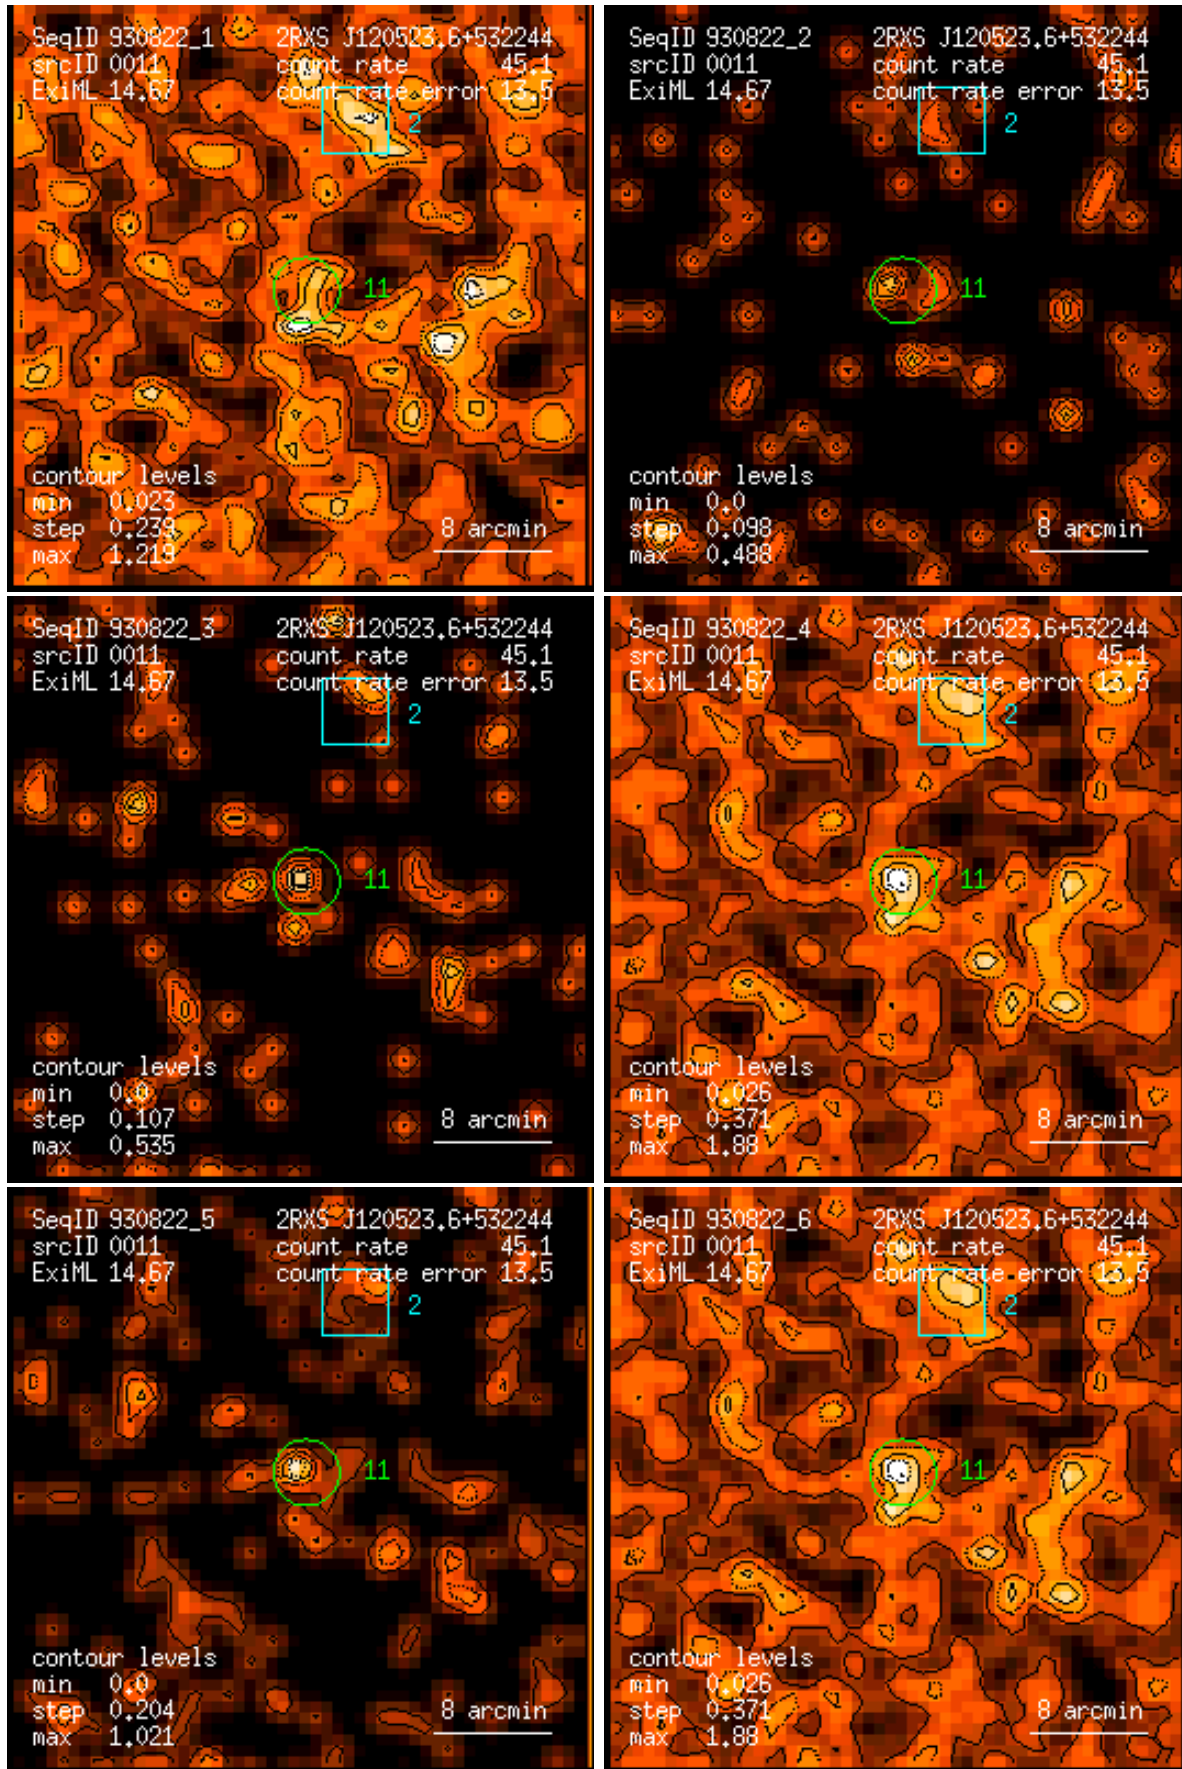 SeqID 930822_1 2RXS J120523.6+532244
srcID 0011 count rate 45.1
ExiML 14.67 count rate error 13.5
2
11
contour levels
min 0.023
step 0.239 8 arcmin
max 1.219
SeqID 930822_2 2RXS J120523.6+532244
srcID 0011 count rate 45.1
ExiML 14.67 count rate error 13.5
2
11
contour levels
min 0.0
step 0.098 8 arcmin
max 0.488
SeqID 930822_3 2RXS J120523.6+532244
srcID 0011 count rate 45.1
ExiML 14.67 count rate error 13.5
2
11
contour levels
min 0.0
step 0.107 8 arcmin
max 0.535
SeqID 930822_4 2RXS J120523.6+532244
srcID 0011 count rate 45.1
ExiML 14.67 count rate error 13.5
2
11
contour levels
min 0.026
step 0.371 8 arcmin
max 1.88
SeqID 930822_5 2RXS J120523.6+532244
srcID 0011 count rate 45.1
ExiML 14.67 count rate error 13.5
2
11
contour levels
min 0.0
step 0.204 8 arcmin
max 1.021
SeqID 930822_6 2RXS J120523.6+532244
srcID 0011 count rate 45.1
ExiML 14.67 count rate error 13.5
2
11
contour levels
min 0.026
step 0.371 8 arcmin
max 1.88